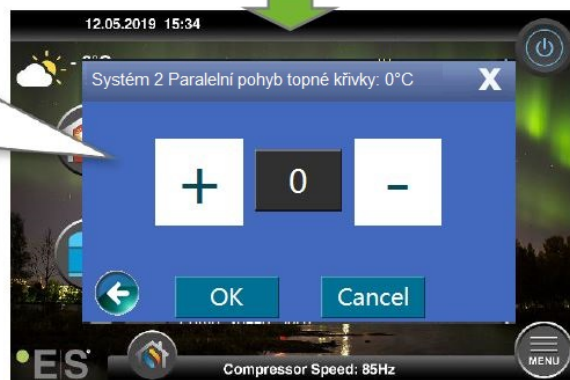 12.05.2019 15:34
Systém 2 Paralelní pohyb topné křivky: 0°C
X
+ 0 -
OK Cancel
•ES
Compressor Speed: 85Hz
MENU